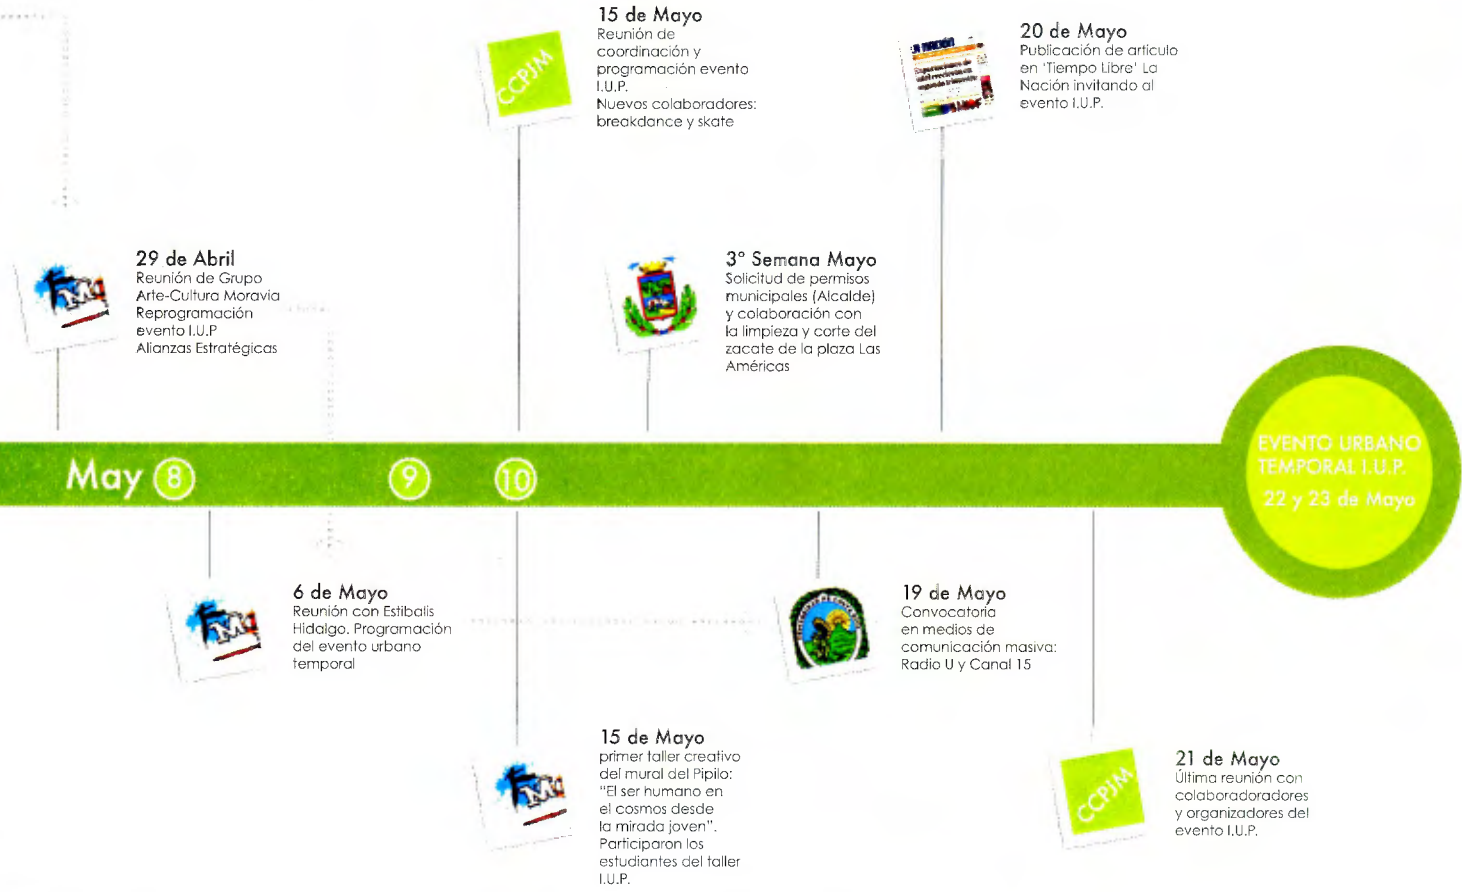 15 de Mayo
Reunión de
coordinación y
programación evento
I.U.P.
Nuevos colaboradores:
breakdance y skate
CCPJM
20 de Mayo
Publicación de artículo
en 'Tiempo Libre' La
Nación invitando al
evento I.U.P.
29 de Abril
Reunión de Grupo
Arte-Cultura Moravia
Reprogramación
evento I.U.P
Alianzas Estratégicas
3° Semana Mayo
Solicitud de permisos
municipales (Alcalde)
y colaboración con
la limpieza y corte del
zacate de la plaza Las
Américas
May 8 9 10
EVENTO URBANO
TEMPORAL I.U.P.
22 y 23 de Mayo
6 de Mayo
Reunión con Estibalis
Hidalgo. Programación
del evento urbano
temporal
19 de Mayo
Convocatoria
en medios de
comunicación masiva:
Radio U y Canal 15
15 de Mayo
primer taller creativo
del mural del Pipilo:
"El ser humano en
el cosmos desde
la mirada joven".
Participaron los
estudiantes del taller
I.U.P.
CCPJM
21 de Mayo
Última reunión con
colaboradoradores
y organizadores del
evento I.U.P.